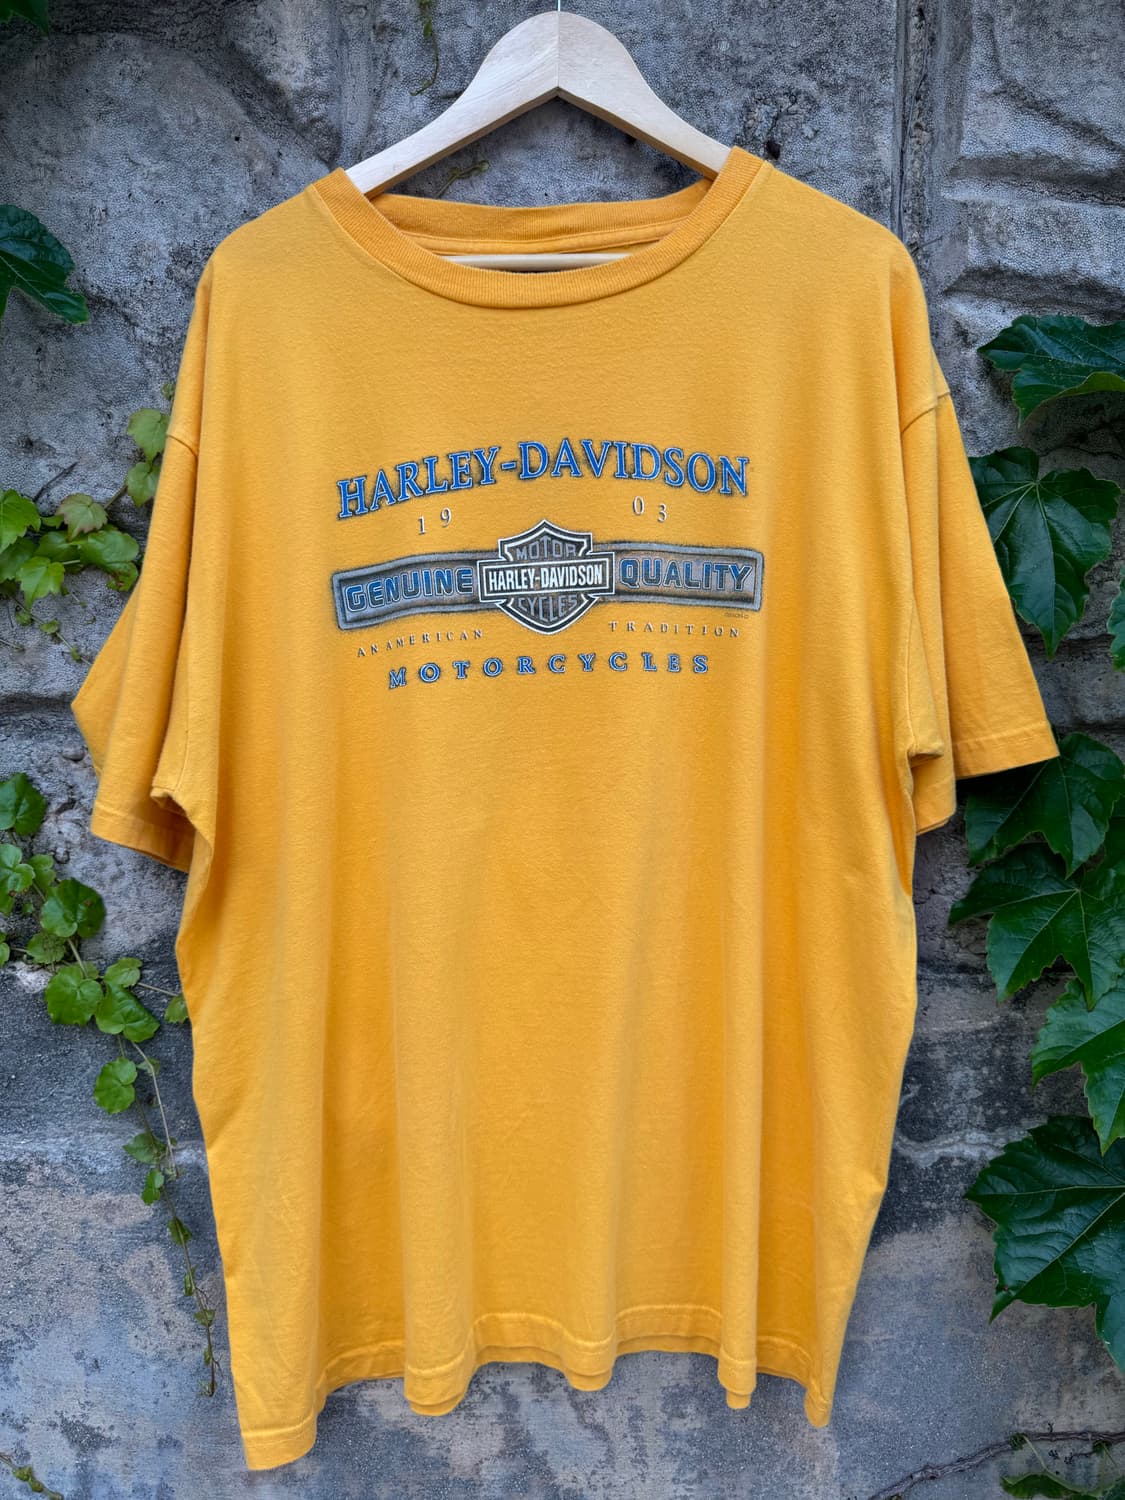 HARLEY-DAVIDSON
19 03
MOTOR
GENUINE HARLEY-DAVIDSON QUALITY
CYCLES
AN AMERICAN TRADITION
MOTORCYCLES